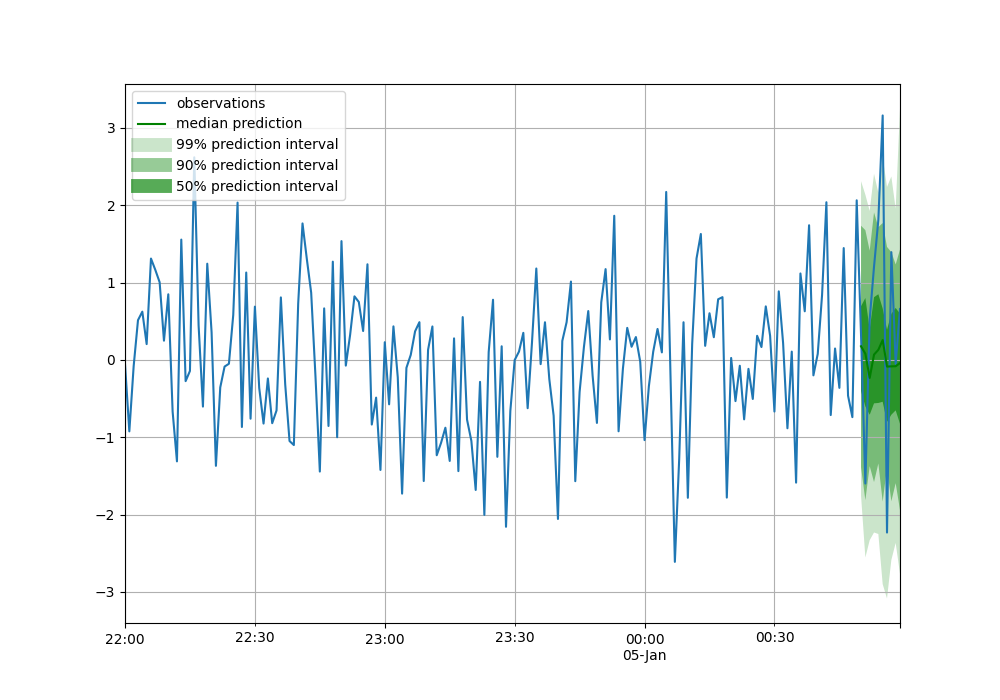 observations
median prediction
99% prediction interval
90% prediction interval
50% prediction interval
3
2
1
0
−1
−2
−3
22:00
22:30
23:00
23:30
00:00
00:30
05-Jan